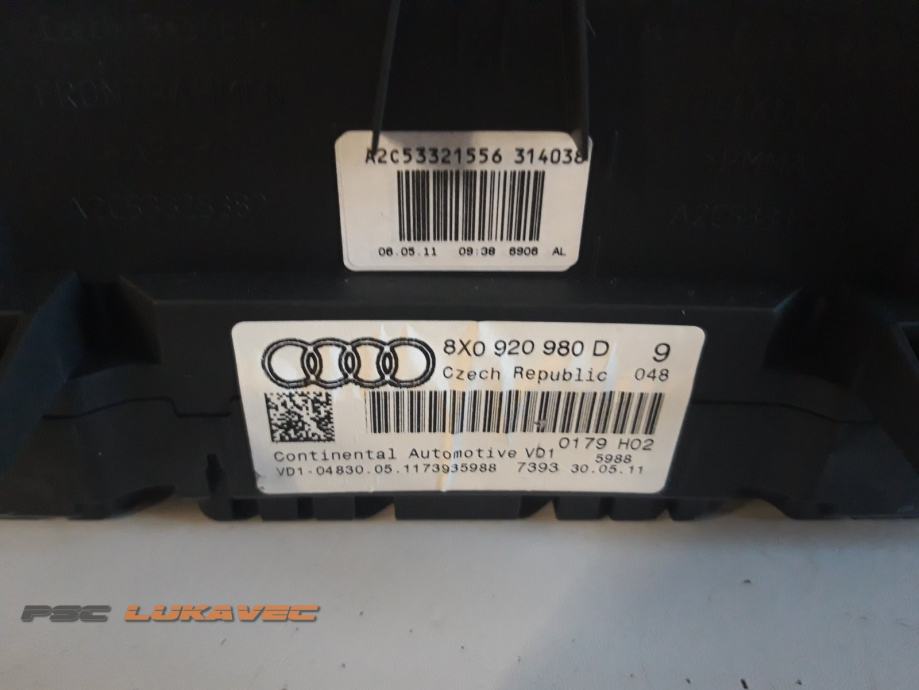 A2C53321556 314038
06.05.11 09:38 6906 AL
8X0 920 980 D 9
Czech Republic 048
0179 H02
Continental Automotive VD1 5988
VD1-04830.05.1173935988 7393 30.05.11
PSC LUKAVEC